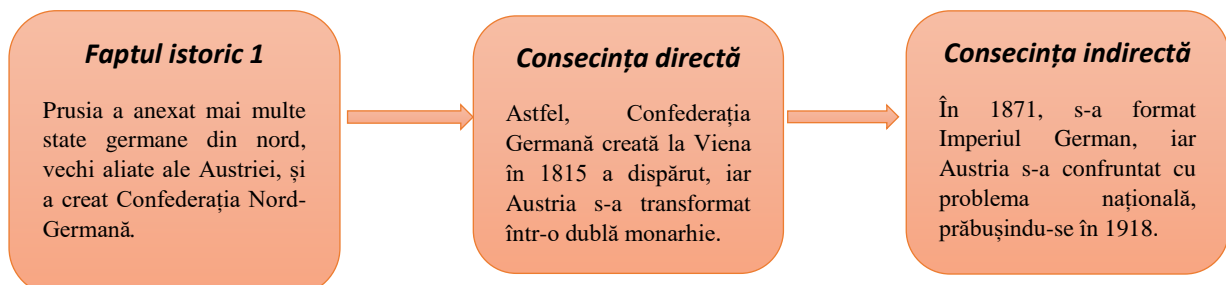 Faptul istoric 1
Prusia a anexat mai multe
state germane din nord,
vechi aliate ale Austriei, și
a creat Confederația Nord-
Germană.
Consecința directă
Astfel, Confederația
Germană creată la Viena
în 1815 a dispărut, iar
Austria s-a transformat
într-o dublă monarhie.
Consecința indirectă
În 1871, s-a format
Imperiul German, iar
Austria s-a confruntat cu
problema națională,
prăbușindu-se în 1918.